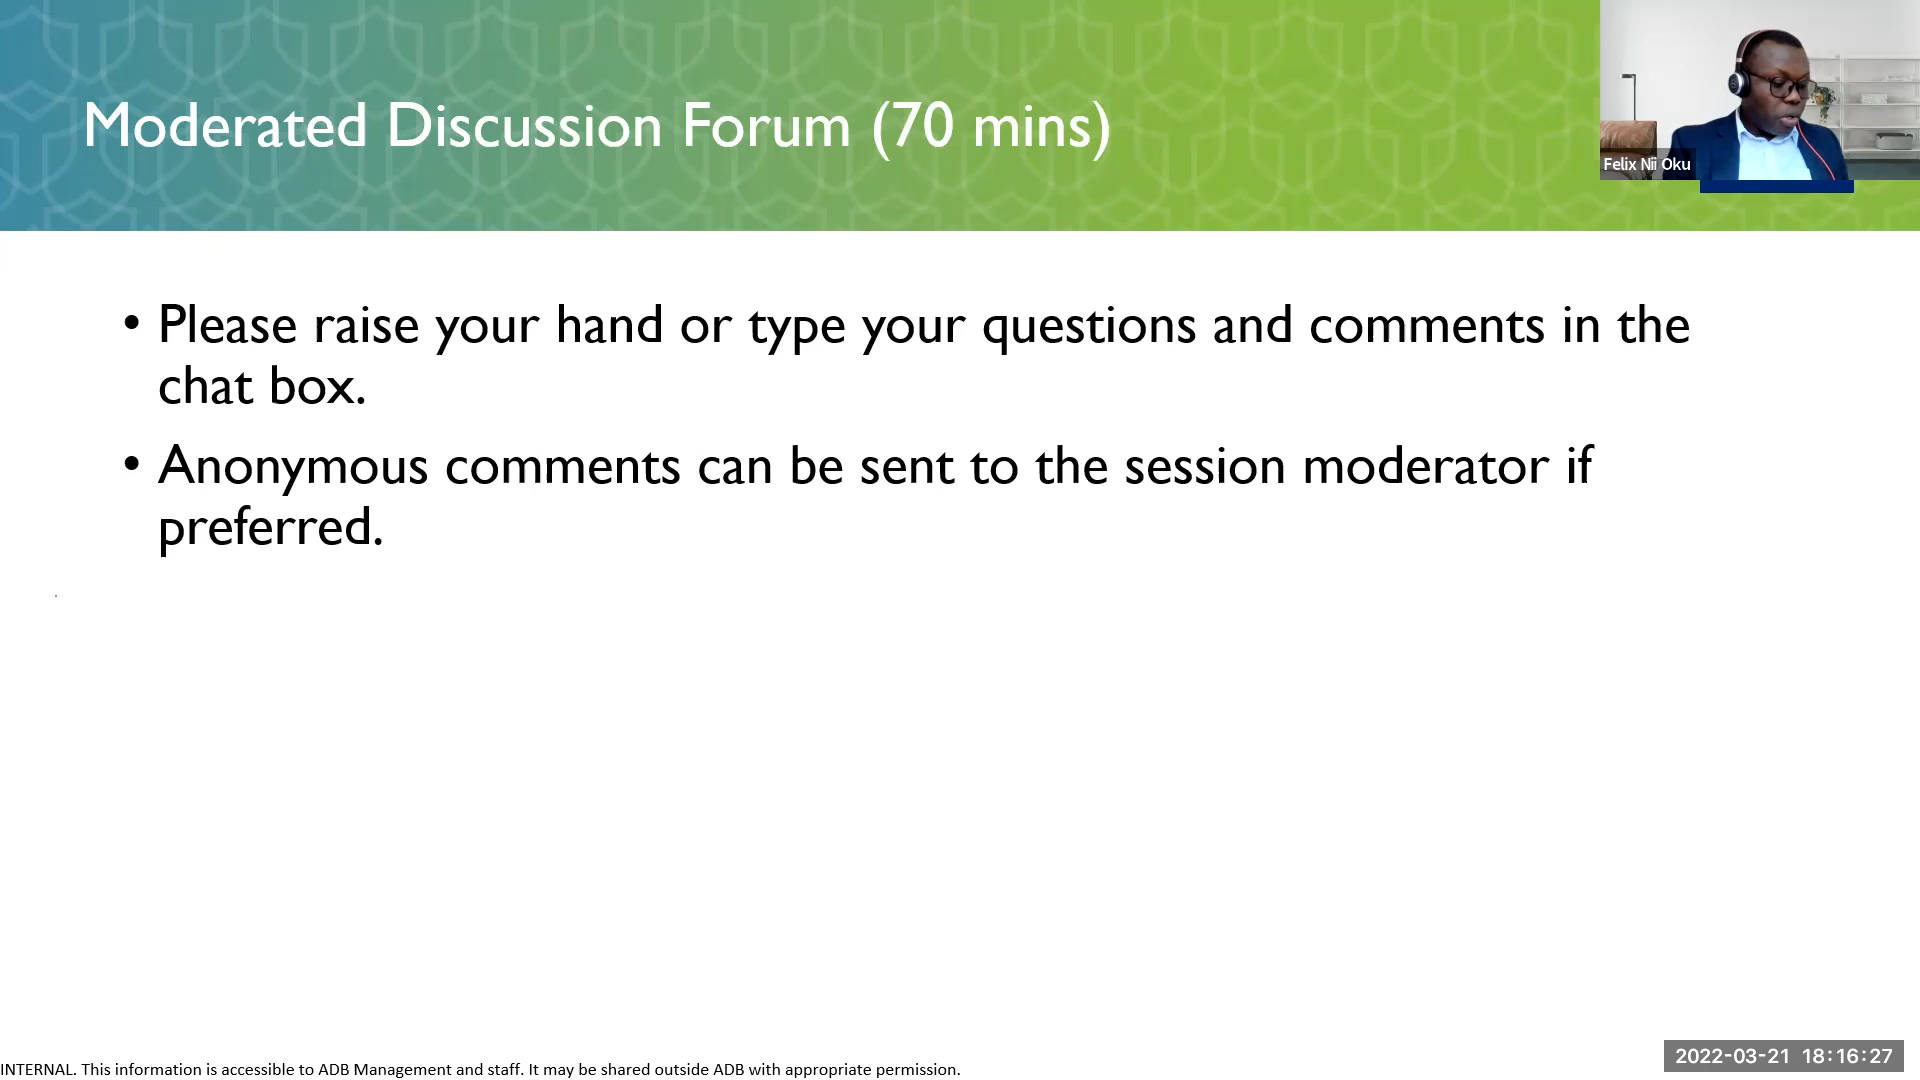 Moderated Discussion Forum (70 mins)
Felix Nii Oku
• Please raise your hand or type your questions and comments in the
chat box.
• Anonymous comments can be sent to the session moderator if
preferred.
INTERNAL. This information is accessible to ADB Management and staff. It may be shared outside ADB with appropriate permission.
2022-03-21 18:16:27